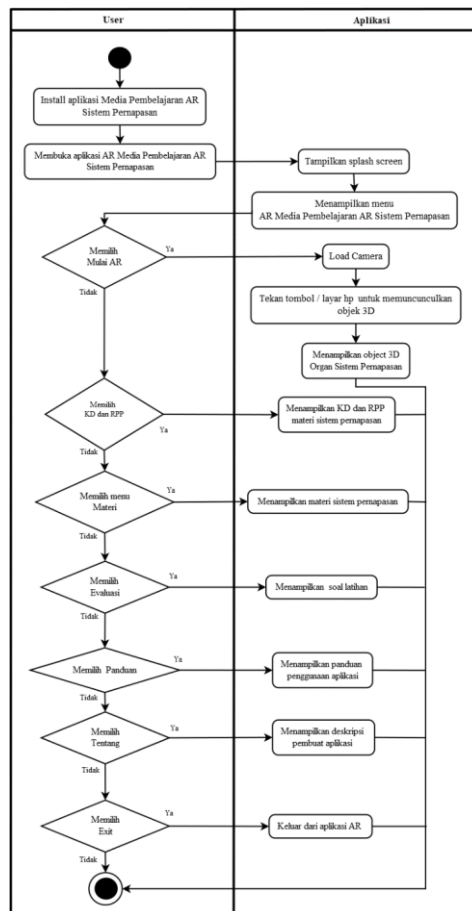 User
Aplikasi
Install aplikasi Media Pembelajaran AR
Sistem Pernapasan
Membuka aplikasi AR Media Pembelajaran AR
Sistem Pernapasan
Tampilkan splash screen
Menampilkan menu
AR Media Pembelajaran AR Sistem Pernapasan
Memilih
Mulai AR
Ya
Tidak
Load Camera
Tekan tombol / layar hp untuk memuncunculkan
objek 3D
Menampilkan object 3D
Organ Sistem Pernapasan
Memilih
KD dan RPP
Ya
Tidak
Menampilkan KD dan RPP
materi sistem pernapasan
Memilih menu
Materi
Ya
Tidak
Menampilkan materi sistem pernapasan
Memilih
Evaluasi
Ya
Tidak
Menampilkan soal latihan
Memilih Panduan
Ya
Tidak
Menampilkan panduan
penggunaan aplikasi
Memilih
Tentang
Ya
Tidak
Menampilkan deskripsi
pembuat aplikasi
Memilih
Exit
Ya
Tidak
Keluar dari aplikasi AR